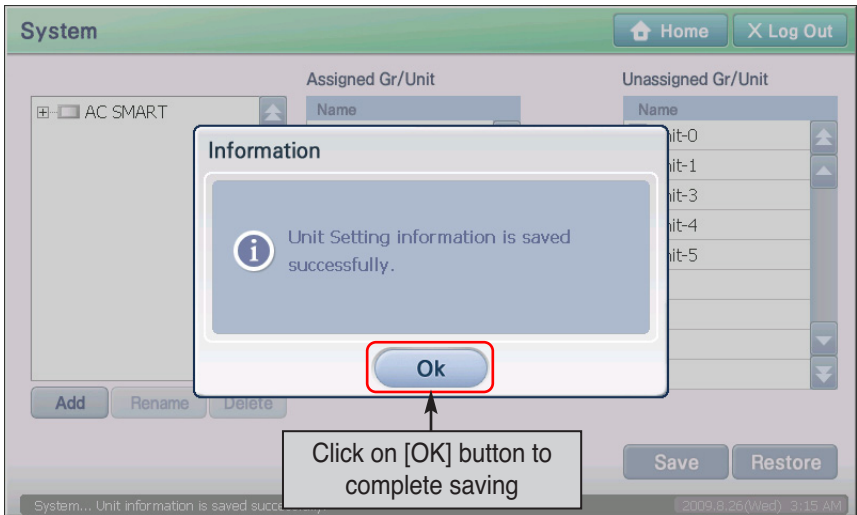 System
Home
X Log Out
Assigned Gr/Unit
Unassigned Gr/Unit
AC SMART
Name
Name
Information
Unit Setting information is saved
successfully.
Ok
nit-0
nit-1
nit-3
nit-4
nit-5
Add
Rename
Delete
Click on [OK] button to
complete saving
Save
Restore
System... Unit information is saved
2009.8.26(Wed) 3:15 AM